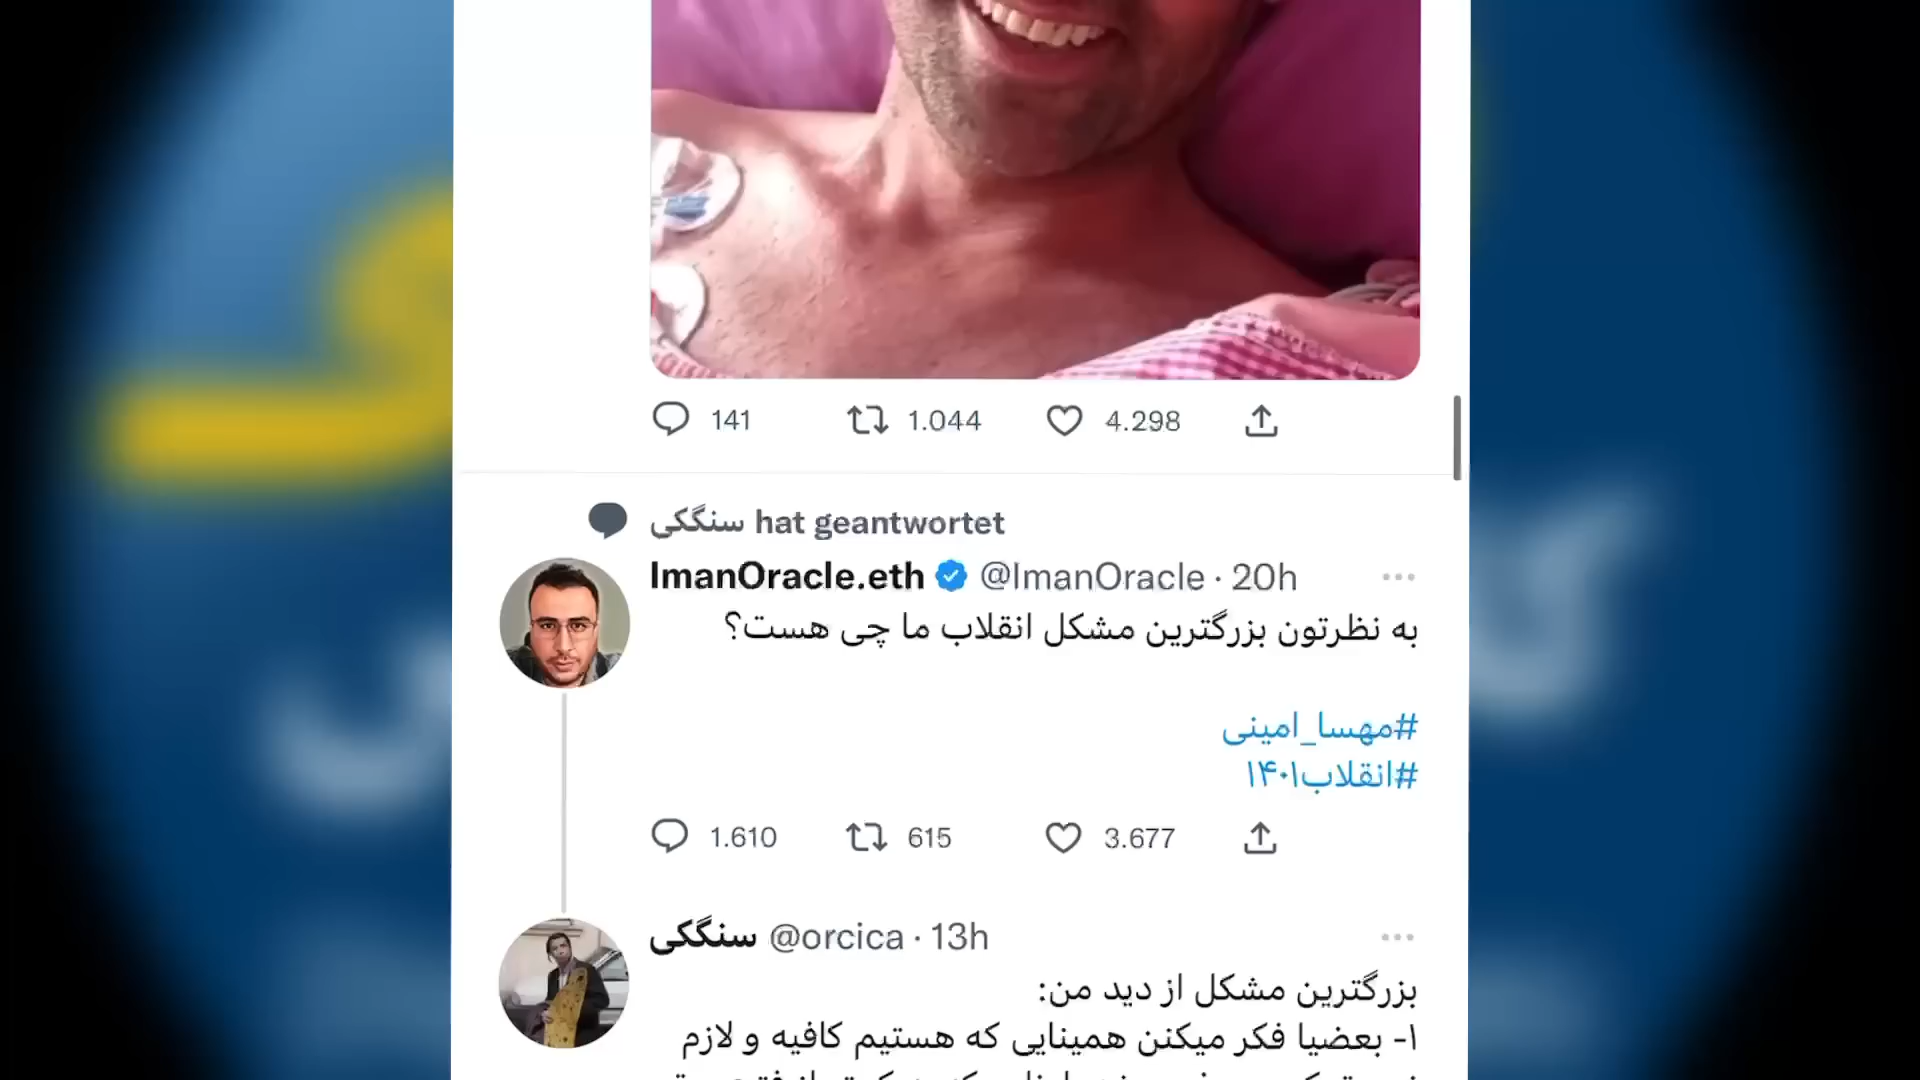 141 1.044 4.298
سنگکی hat geantwortet
ImanOracle.eth @ImanOracle · 20h
به نظرتون بزرگترین مشکل انقلاب ما چی هست؟
#مهسا_امینی
#انقلاب۱۴۰۱
1.610 615 3.677
سنگکی @orcica · 13h
بزرگترین مشکل از دید من:
۱- بعضیا فکر میکنن همینایی که هستیم کافیه و لازم